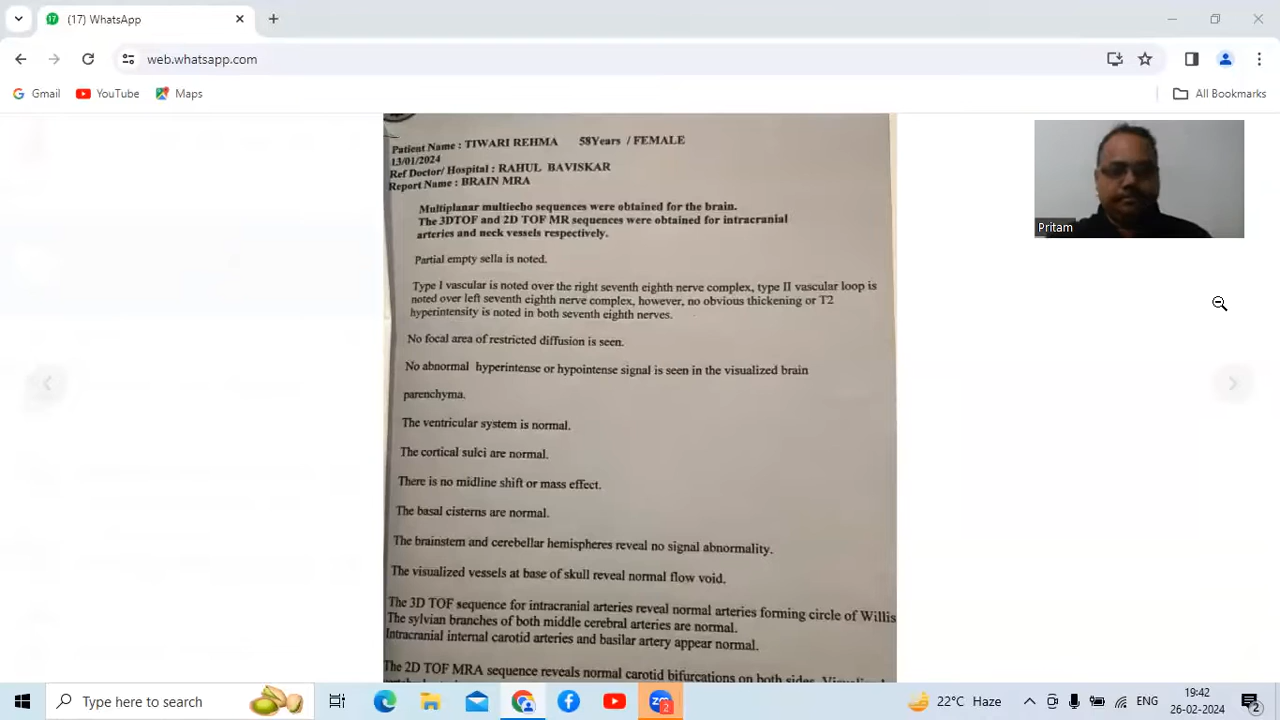 (17) WhatsApp
web.whatsapp.com
Gmail
YouTube
Maps
All Bookmarks
Patient Name : TIWARI REHMA 58Years / FEMALE
13/01/2024
Ref Doctor/ Hospital : RAHUL BAVISKAR
Report Name : BRAIN MRA
Multiplanar multiecho sequences were obtained for the brain.
The 3DTOF and 2D TOF MR sequences were obtained for intracranial
arteries and neck vessels respectively.
Partial empty sella is noted.
Type I vascular is noted over the right seventh eighth nerve complex, type II vascular loop is
noted over left seventh eighth nerve complex, however, no obvious thickening or T2
hyperintensity is noted in both seventh eighth nerves.
No focal area of restricted diffusion is seen.
No abnormal hyperintense or hypointense signal is seen in the visualized brain
parenchyma.
The ventricular system is normal.
The cortical sulci are normal.
There is no midline shift or mass effect.
The basal cisterns are normal.
The brainstem and cerebellar hemispheres reveal no signal abnormality.
The visualized vessels at base of skull reveal normal flow void.
The 3D TOF sequence for intracranial arteries reveal normal arteries forming circle of Willis
The sylvian branches of both middle cerebral arteries are normal.
Intracranial internal carotid arteries and basilar artery appear normal.
The 2D TOF MRA sequence reveals normal carotid bifurcations on both sides.
Pritam
Type here to search
2
22°C Haze
ENG
19:42
26-02-2024
2